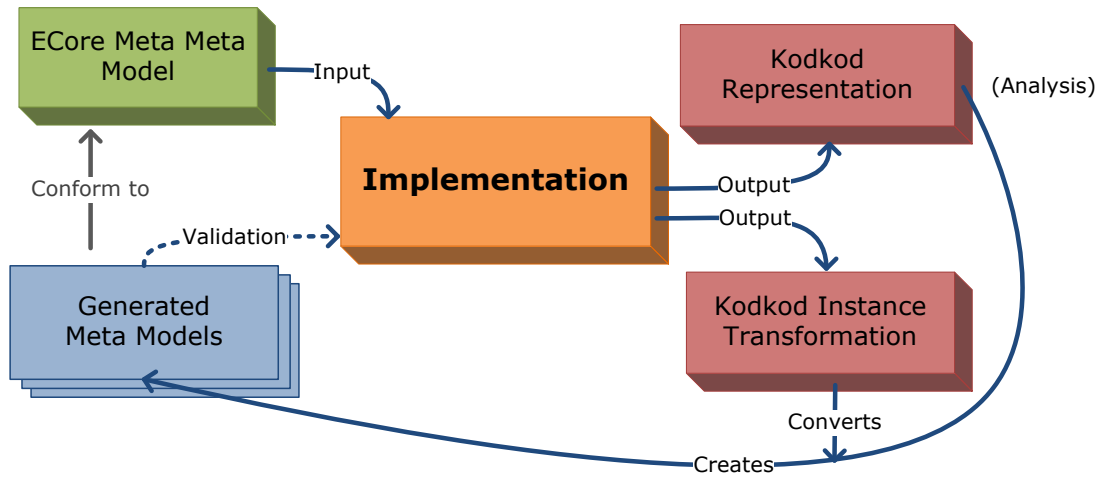 ECore Meta Meta
Model
Input
Kodkod
Representation
(Analysis)
Implementation
Conform to
Output
Output
Validation
Generated
Meta Models
Kodkod Instance
Transformation
Converts
Creates